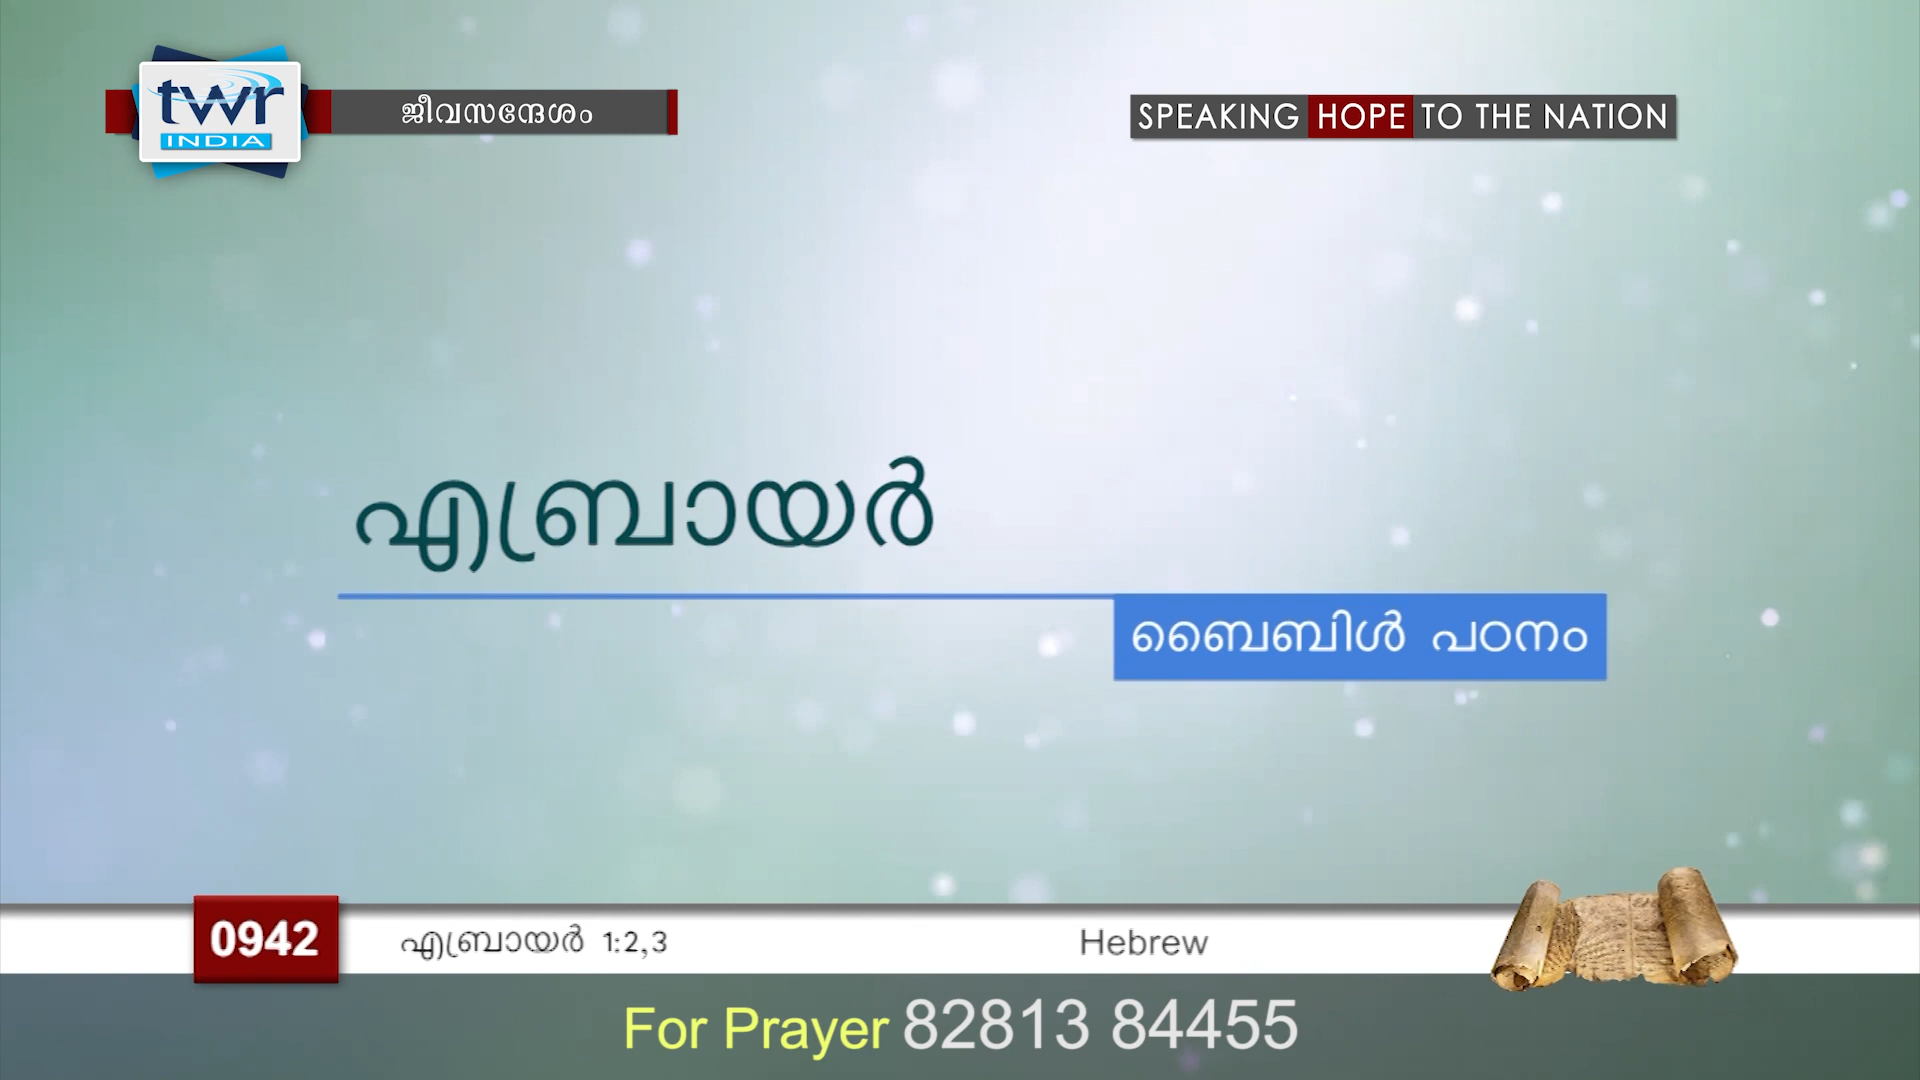 twr
INDIA
ജീവസന്ദേശം
SPEAKING HOPE TO THE NATION
എബ്രായർ
ബൈബിൾ പഠനം
0942 എബ്രായർ 1:2,3 Hebrew
For Prayer 82813 84455